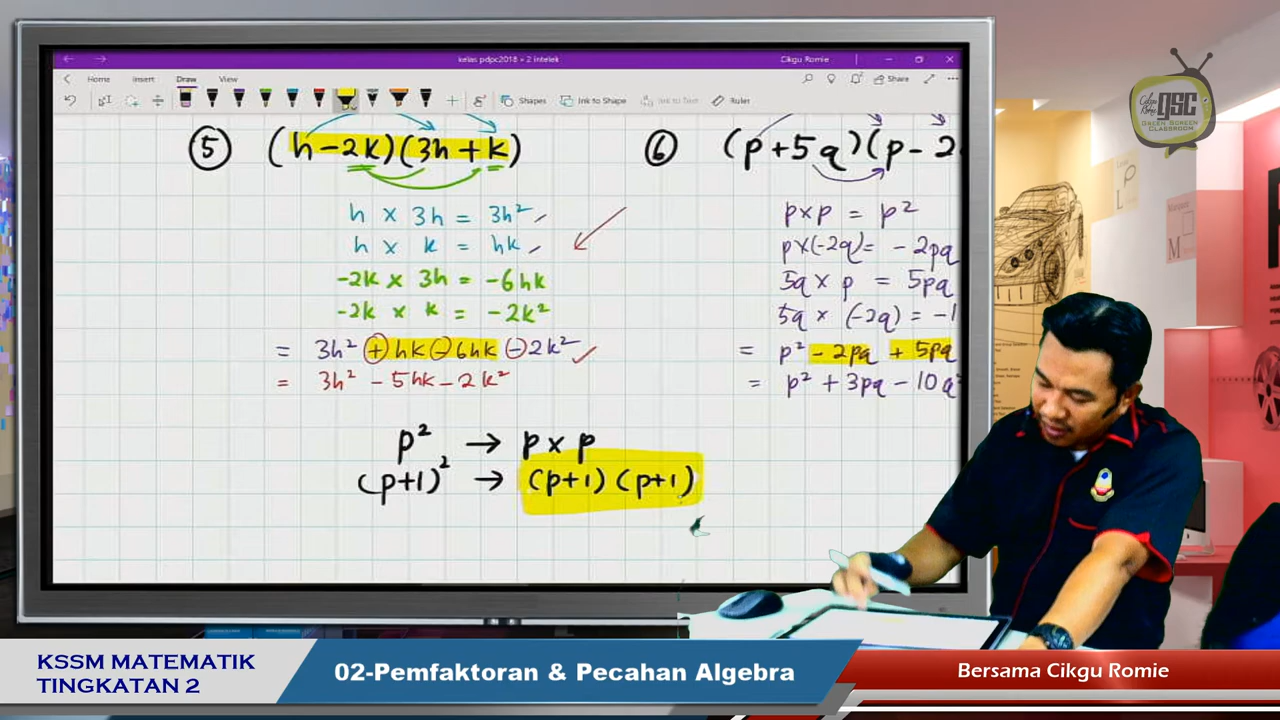 kelas pdpc2018 » 2 intelek
Cikgu Romie
Home Insert Draw View
Share
Shapes Ink to Shape Ink to Text Ruler
⑤ (h-2k)(3h+k)
h × 3h = 3h²
h × k = hk
-2k × 3h = -6hk
-2k × k = -2k²
= 3h² + hk - 6hk - 2k²
= 3h² - 5hk - 2k²
p² → p × p
(p+1)² → (p+1)(p+1)
⑥ (p+5q)(p-2
p×p = p²
p×(-2q)= -2pq
5q × p = 5pq
5q × (-2q) = -1
= p² - 2pq + 5pq
= p² + 3pq - 10q²
Cikgu Romie GSC
GREEN SCREEN
CLASSROOM
KSSM MATEMATIK
TINGKATAN 2
02-Pemfaktoran & Pecahan Algebra
Bersama Cikgu Romie